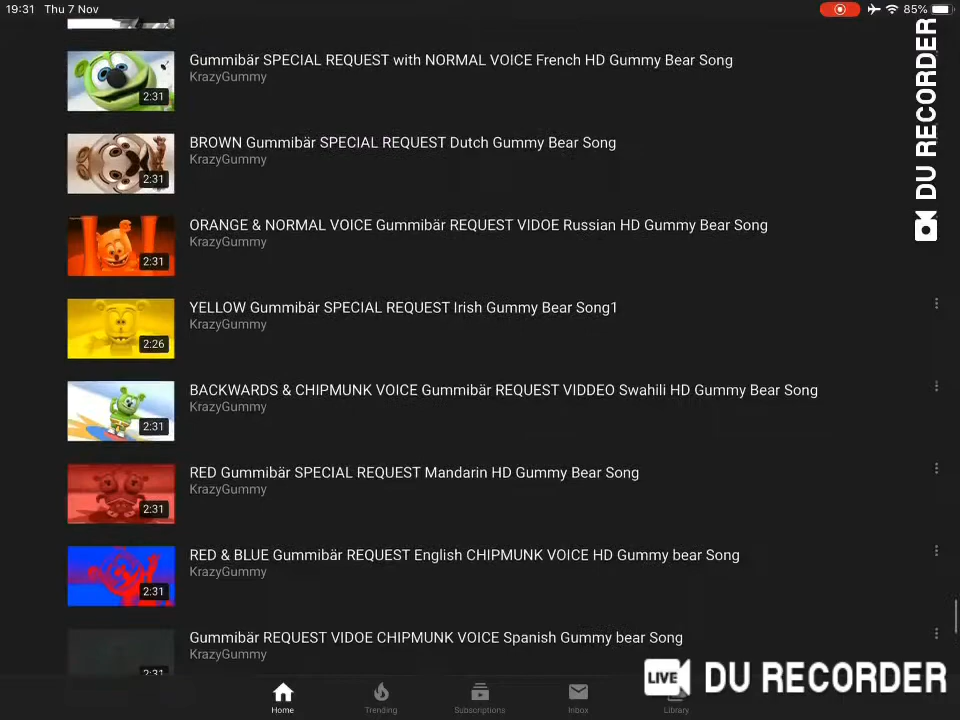 19:31 Thu 7 Nov
85%
DU RECORDER
Gummibär SPECIAL REQUEST with NORMAL VOICE French HD Gummy Bear Song
KrazyGummy
2:31
BROWN Gummibär SPECIAL REQUEST Dutch Gummy Bear Song
KrazyGummy
2:31
ORANGE & NORMAL VOICE Gummibär REQUEST VIDOE Russian HD Gummy Bear Song
KrazyGummy
2:31
YELLOW Gummibär SPECIAL REQUEST Irish Gummy Bear Song1
KrazyGummy
2:26
BACKWARDS & CHIPMUNK VOICE Gummibär REQUEST VIDDEO Swahili HD Gummy Bear Song
KrazyGummy
2:31
RED Gummibär SPECIAL REQUEST Mandarin HD Gummy Bear Song
KrazyGummy
2:31
RED & BLUE Gummibär REQUEST English CHIPMUNK VOICE HD Gummy bear Song
KrazyGummy
2:31
Gummibär REQUEST VIDOE CHIPMUNK VOICE Spanish Gummy bear Song
KrazyGummy
2:31
LIVE DU RECORDER
Home Trending Subscriptions Inbox Library